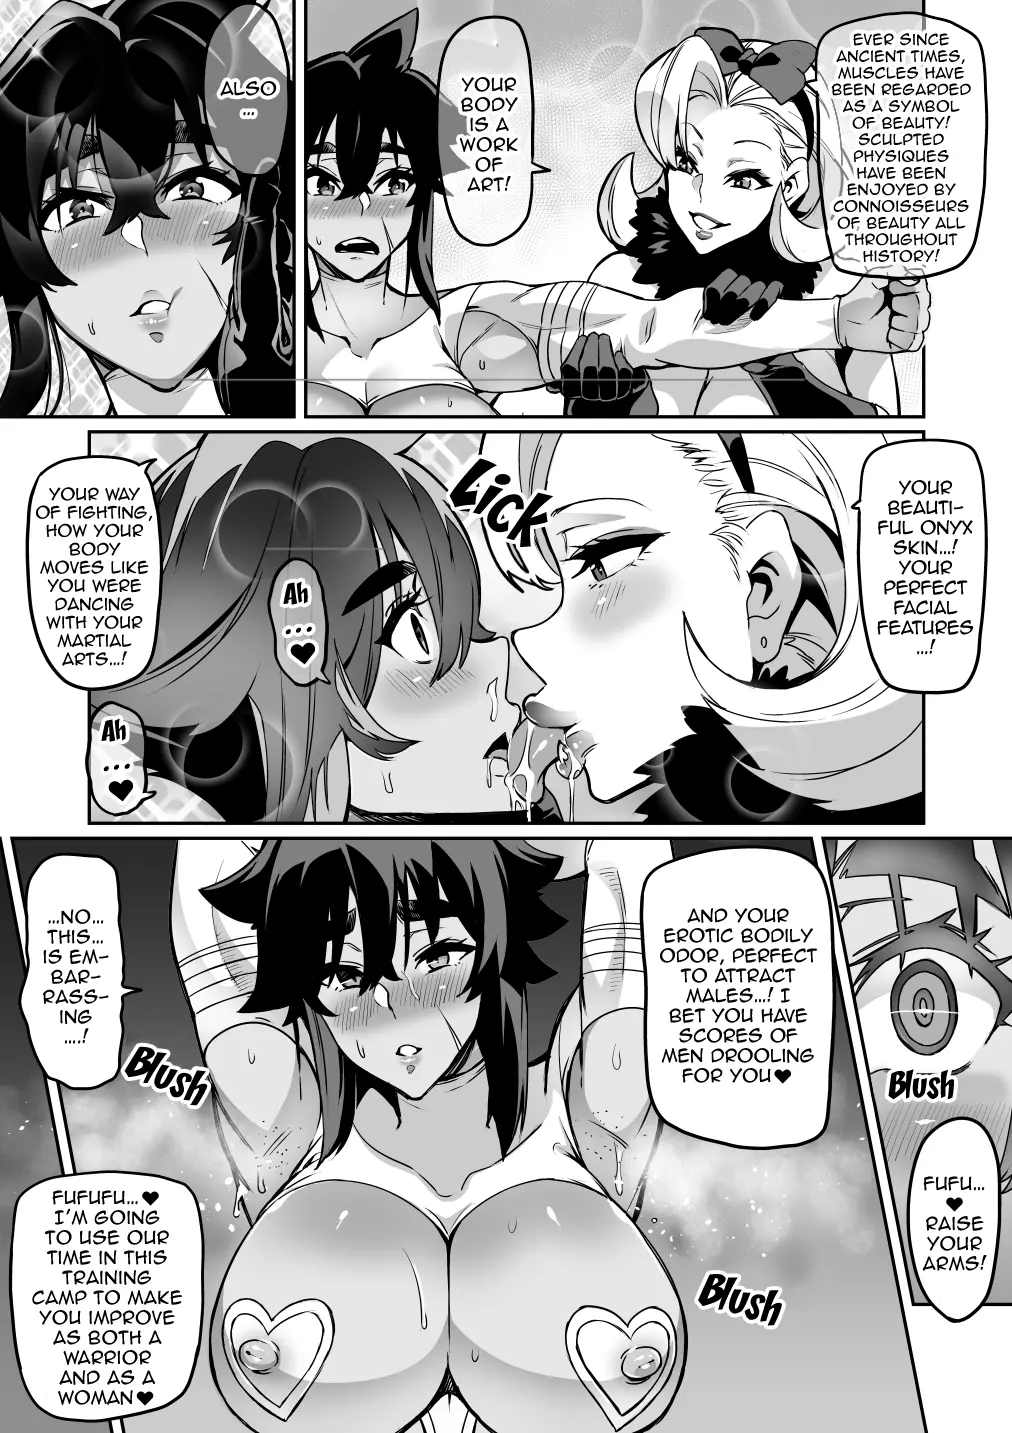 EVER SINCE
ANCIENT TIMES,
MUSCLES HAVE
BEEN REGARDED
AS A SYMBOL
OF BEAUTY!
SCULPTED
PHYSIQUES
HAVE BEEN
ENJOYED BY
CONNOISSEURS
OF BEAUTY ALL
THROUGHOUT
HISTORY!
YOUR
BODY
IS A
WORK
OF
ART!
ALSO
...
YOUR
BEAUTI-
FUL ONYX
SKIN...!
YOUR
PERFECT
FACIAL
FEATURES
...!
LICK
Ah
...
♥
YOUR WAY
OF FIGHTING,
HOW YOUR
BODY
MOVES LIKE
YOU WERE
DANCING
WITH YOUR
MARTIAL
ARTS...!
Ah
...
♥
BLUSH
FUFU...
♥
RAISE
YOUR
ARMS!
AND YOUR
EROTIC BODILY
ODOR, PERFECT
TO ATTRACT
MALES...! I
BET YOU HAVE
SCORES OF
MEN DROOLING
FOR YOU♥
...NO...
THIS...
IS EM-
BAR-
RASS-
ING
....!
BLUSH
BLUSH
FUFUFU...♥
I'M GOING
TO USE OUR
TIME IN THIS
TRAINING
CAMP TO MAKE
YOU IMPROVE
AS BOTH A
WARRIOR
AND AS A
WOMAN♥